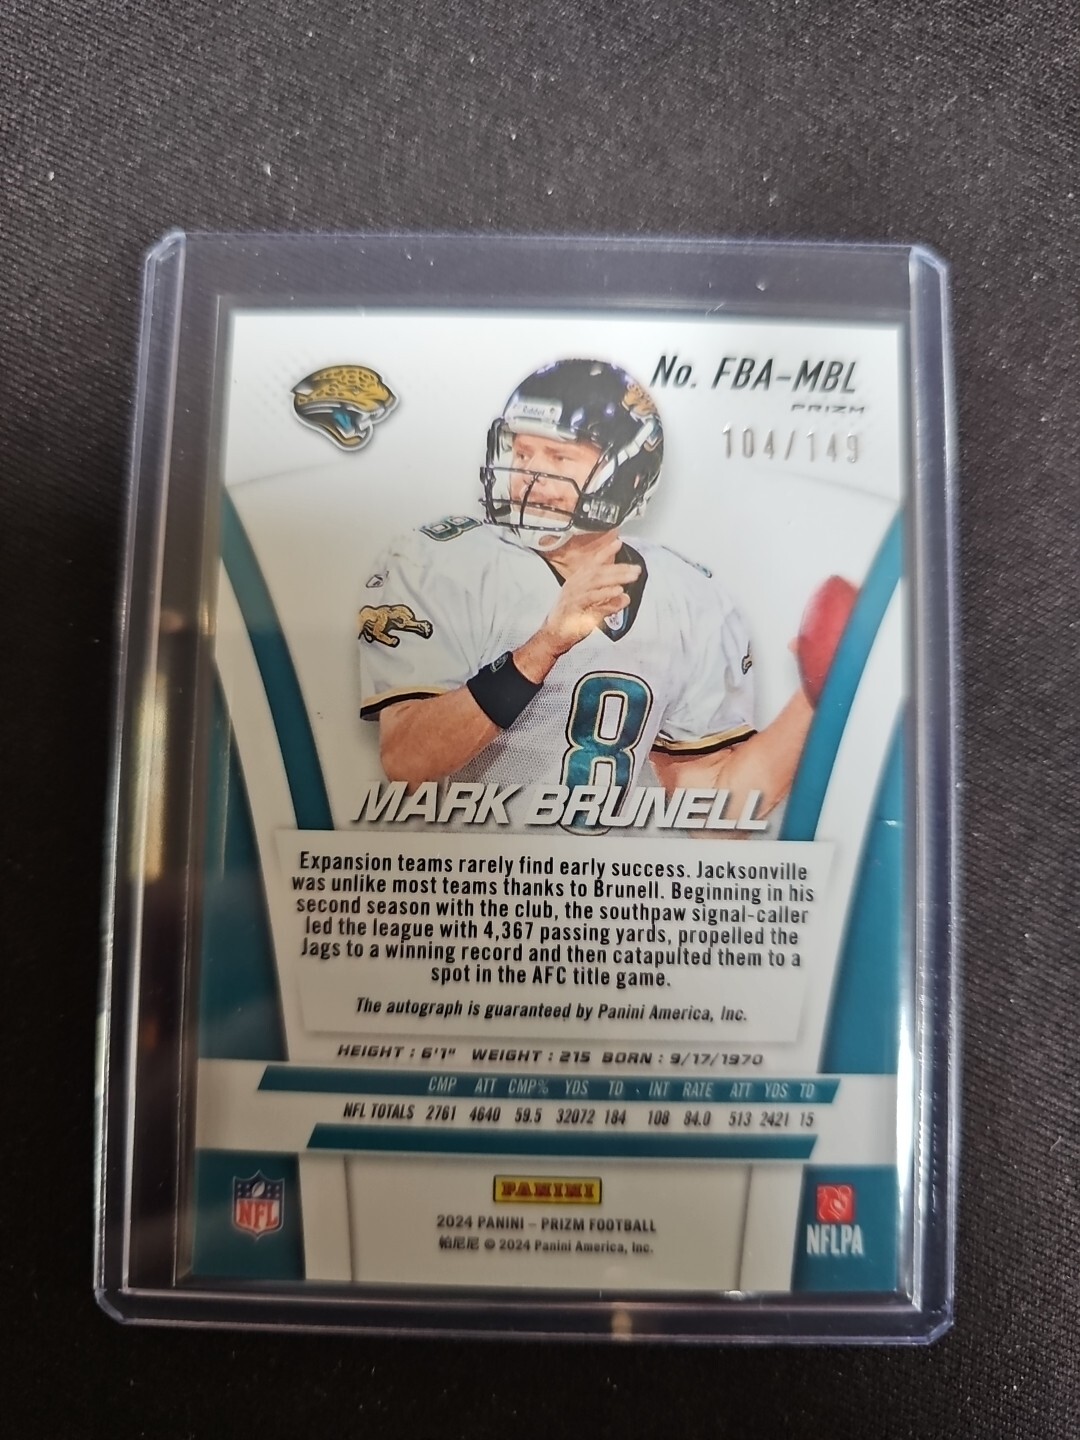 No. FBA-MBL
PRIZM
104/149
Riddell
8
8
MARK BRUNELL
Expansion teams rarely find early success. Jacksonville
was unlike most teams thanks to Brunell. Beginning in his
second season with the club, the southpaw signal-caller
led the league with 4,367 passing yards, propelled the
Jags to a winning record and then catapulted them to a
spot in the AFC title game.
The autograph is guaranteed by Panini America, Inc.
HEIGHT : 6'1" WEIGHT : 215 BORN : 9/17/1970
CMP ATT CMP% YDS TD INT RATE ATT YDS TD
NFL TOTALS 2761 4640 59.5 32072 184 108 84.0 513 2421 15
NFL
PANINI
2024 PANINI – PRIZM FOOTBALL
帕尼尼 © 2024 Panini America, Inc.
NFLPA